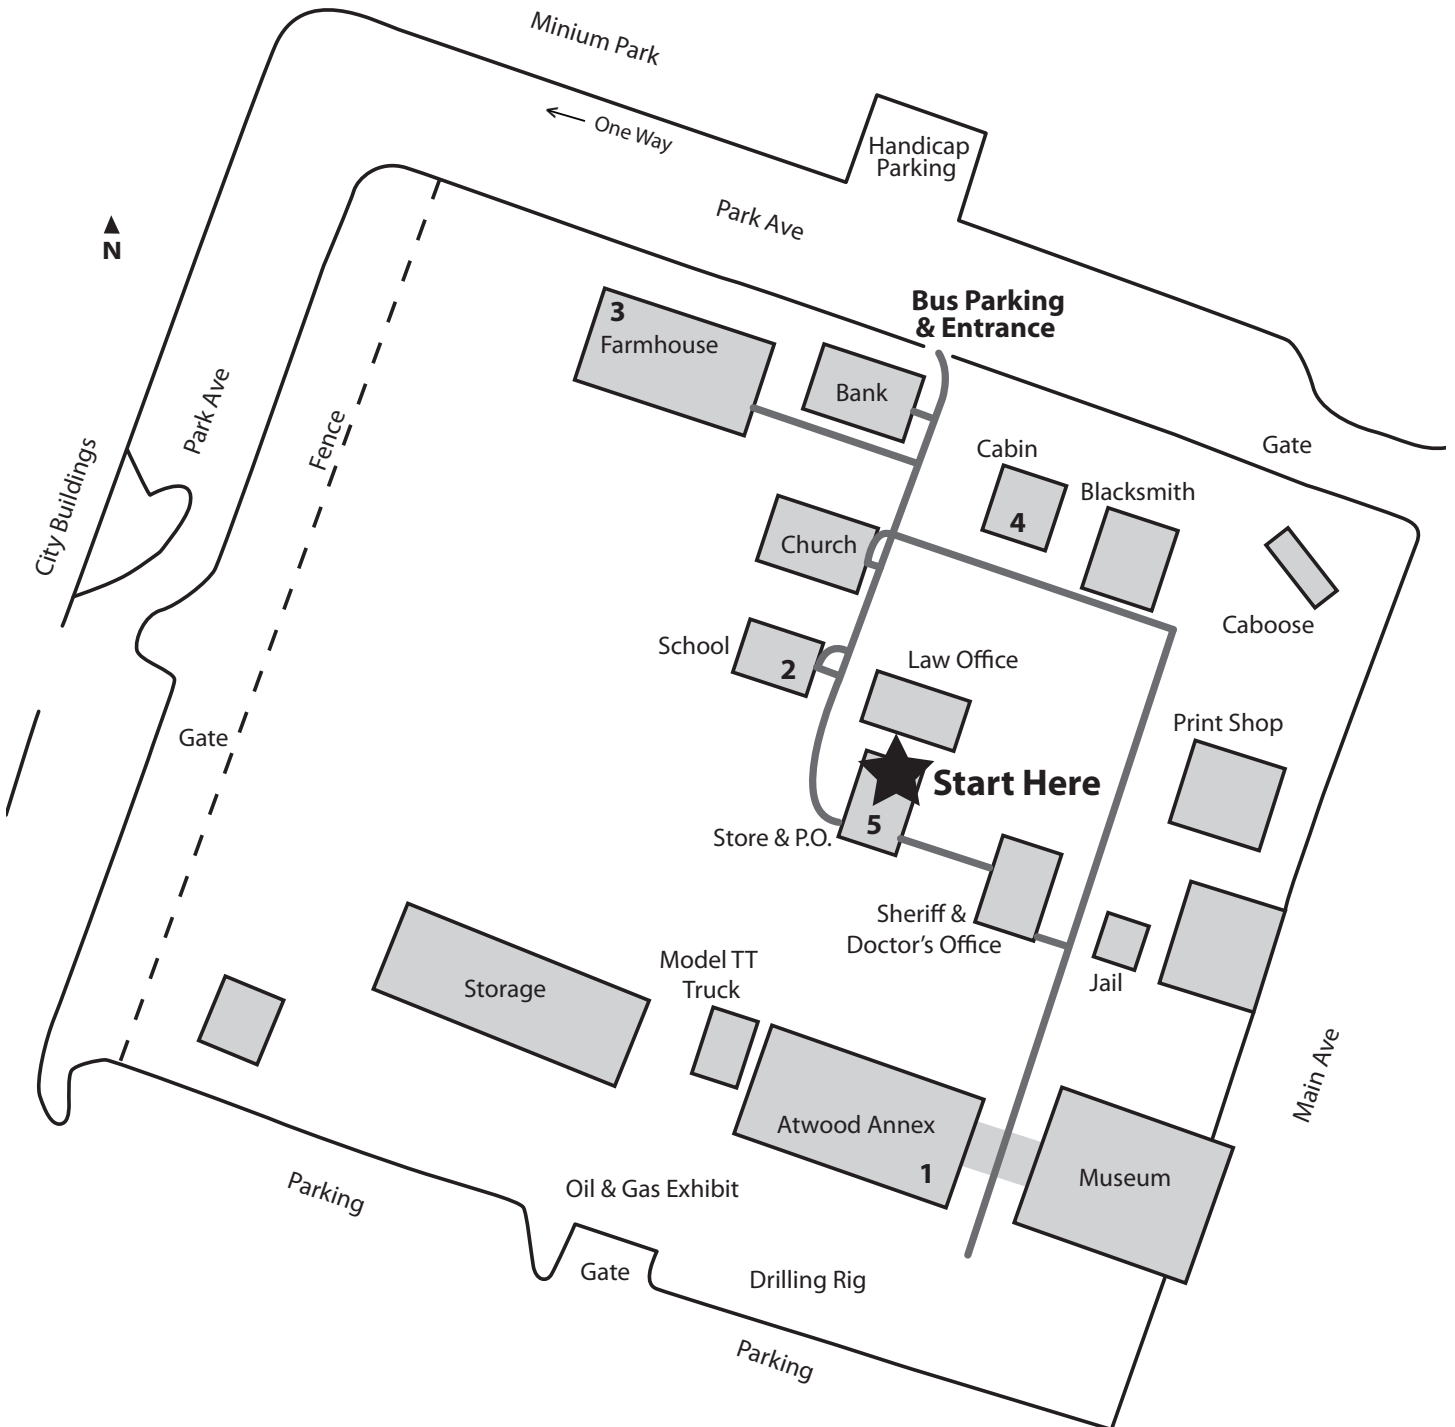 Minium Park
One Way
Handicap
Parking
Park Ave
N
Bus Parking
& Entrance
3
Farmhouse
Bank
Park Ave
Fence
Gate
Cabin
4
Blacksmith
City Buildings
Church
Caboose
School
2
Law Office
Print Shop
Gate
Start Here
5
Store & P.O.
Sheriff &
Doctor's Office
Model TT
Truck
Storage
Jail
Main Ave
Atwood Annex
1
Museum
Parking
Oil & Gas Exhibit
Gate
Drilling Rig
Parking